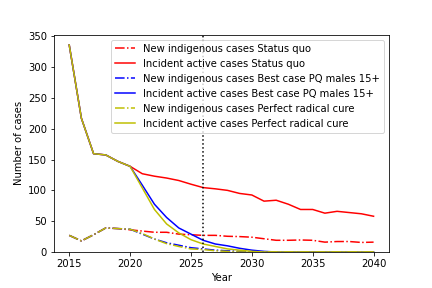 350
300
250
200
150
100
50
0
Number of cases
New indigenous cases Status quo
Incident active cases Status quo
New indigenous cases Best case PQ males 15+
Incident active cases Best case PQ males 15+
New indigenous cases Perfect radical cure
Incident active cases Perfect radical cure
2015 2020 2025 2030 2035 2040
Year